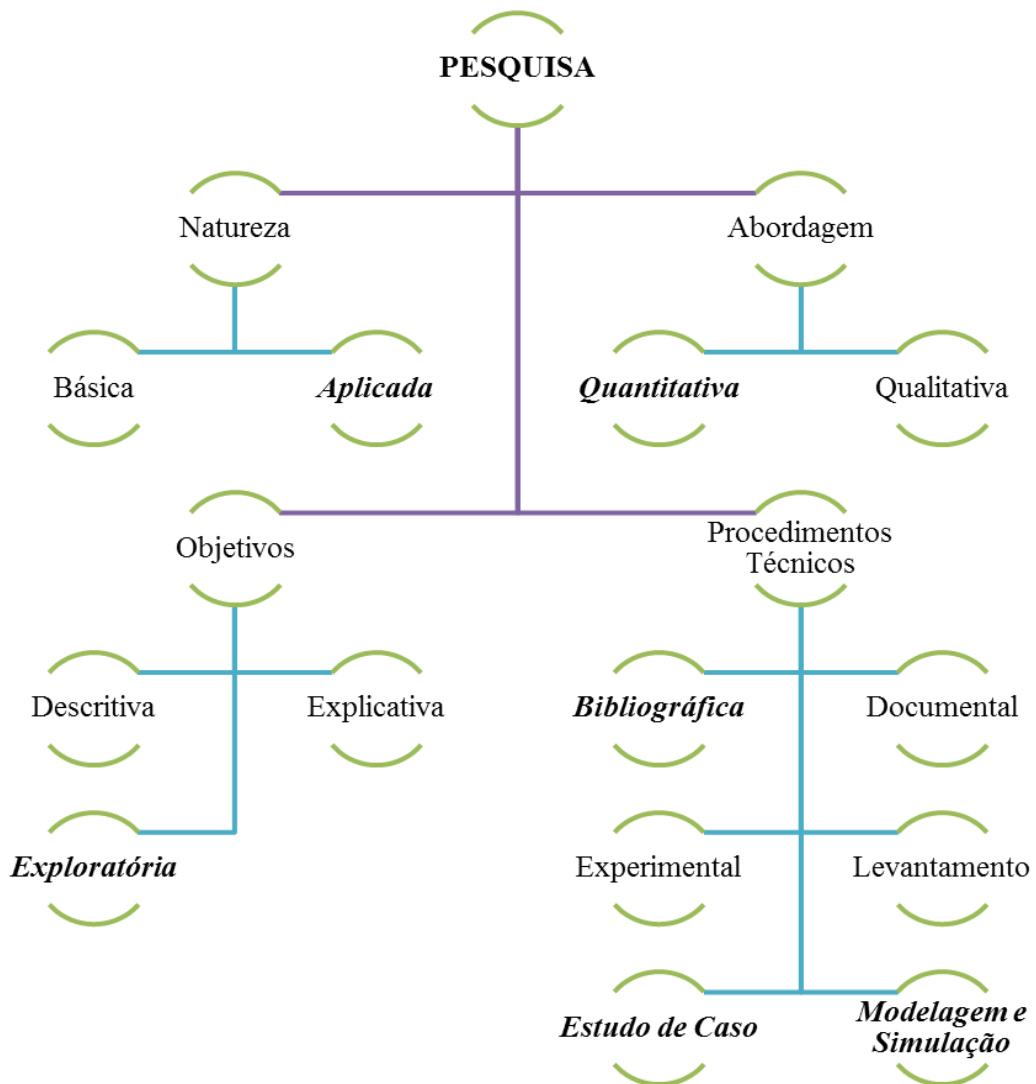 PESQUISA
Natureza
Abordagem
Básica
Aplicada
Quantitativa
Qualitativa
Objetivos
Procedimentos
Técnicos
Descritiva
Explicativa
Bibliográfica
Documental
Exploratória
Experimental
Levantamento
Estudo de Caso
Modelagem e
Simulação